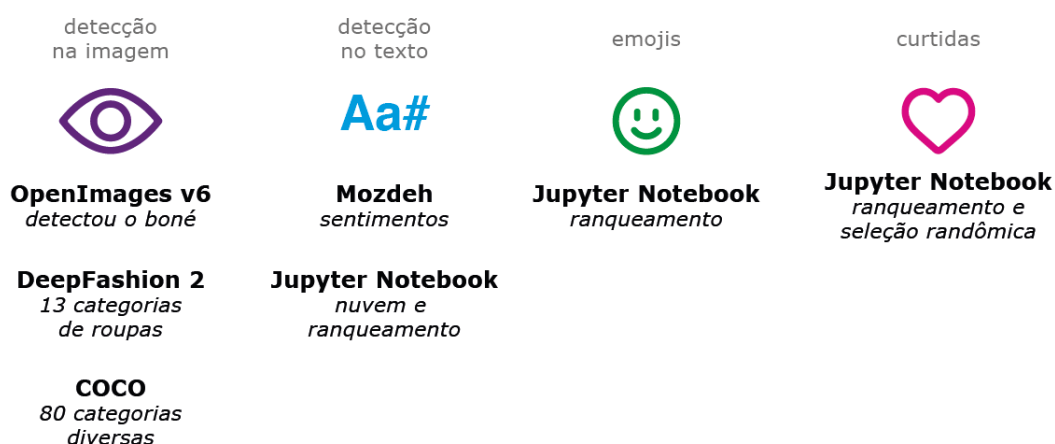 detecção
na imagem
Aa#
detecção
no texto
emojis
curtidas
OpenImages v6
detectou o boné
DeepFashion 2
13 categorias
de roupas
COCO
80 categorias
diversas
Mozdeh
sentimentos
Jupyter Notebook
nuvem e
ranqueamento
Jupyter Notebook
ranqueamento
Jupyter Notebook
ranqueamento e
seleção randômica